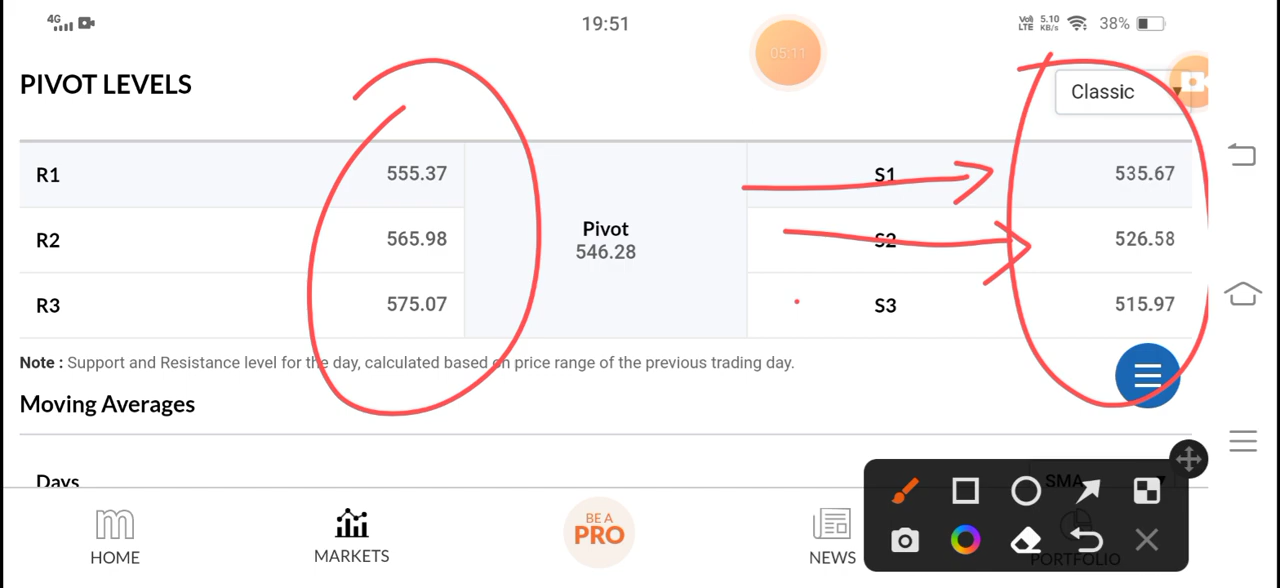 4G 19:51 05:11 Vo) LTE 5.10 KB/s 38%
PIVOT LEVELS Classic
R1 555.37 S1 535.67
R2 565.98 Pivot S2 526.58
546.28
R3 575.07 S3 515.97
Note : Support and Resistance level for the day, calculated based on price range of the previous trading day.
Moving Averages
Days SMA
HOME MARKETS BE A PRO NEWS PORTFOLIO